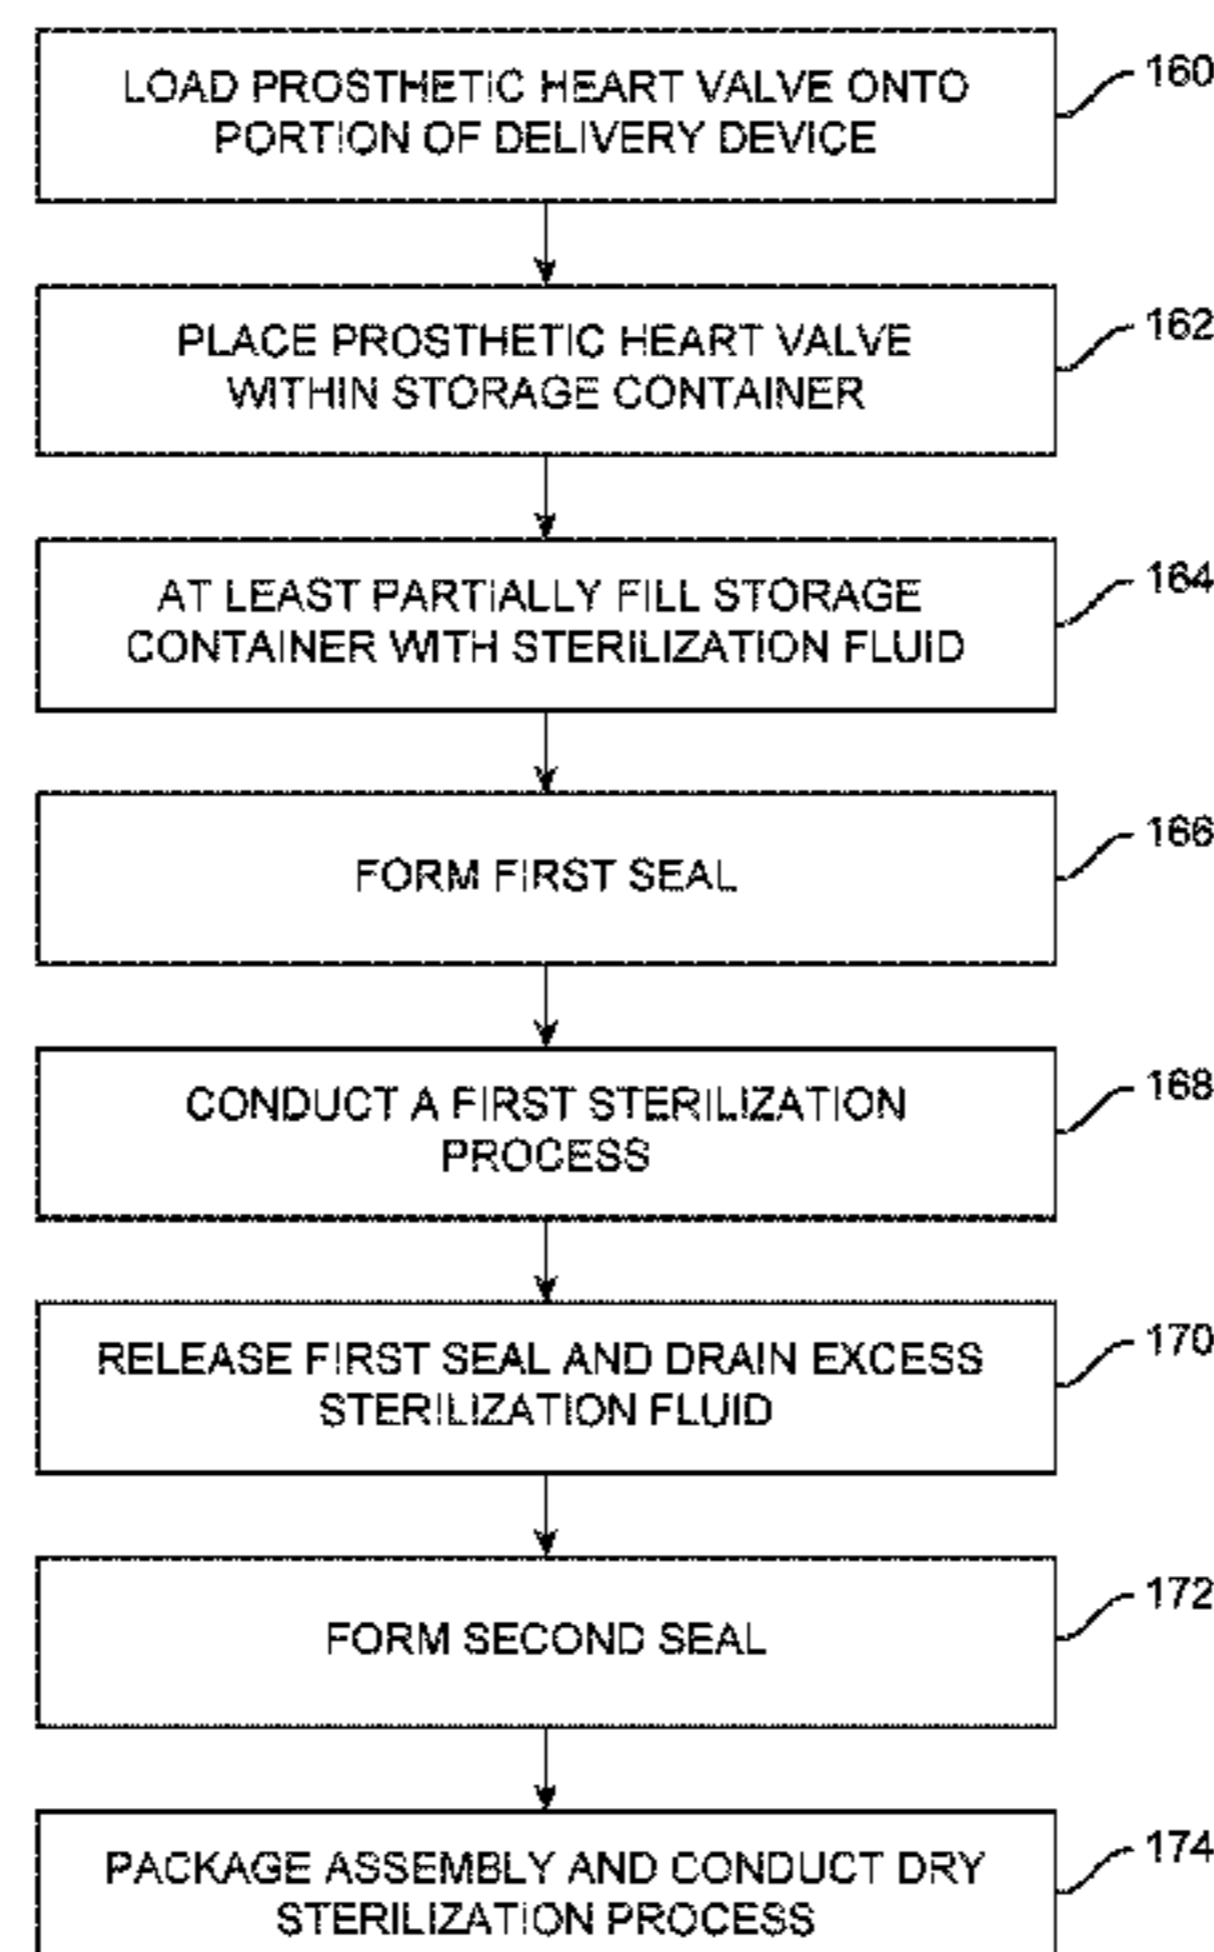 LOAD PROSTHETIC HEART VALVE ONTO
PORTION OF DELIVERY DEVICE
160
PLACE PROSTHETIC HEART VALVE
WITHIN STORAGE CONTAINER
162
AT LEAST PARTIALLY FILL STORAGE
CONTAINER WITH STERILIZATION FLUID
164
FORM FIRST SEAL
166
CONDUCT A FIRST STERILIZATION
PROCESS
168
RELEASE FIRST SEAL AND DRAIN EXCESS
STERILIZATION FLUID
170
FORM SECOND SEAL
172
PACKAGE ASSEMBLY AND CONDUCT DRY
STERILIZATION PROCESS
174